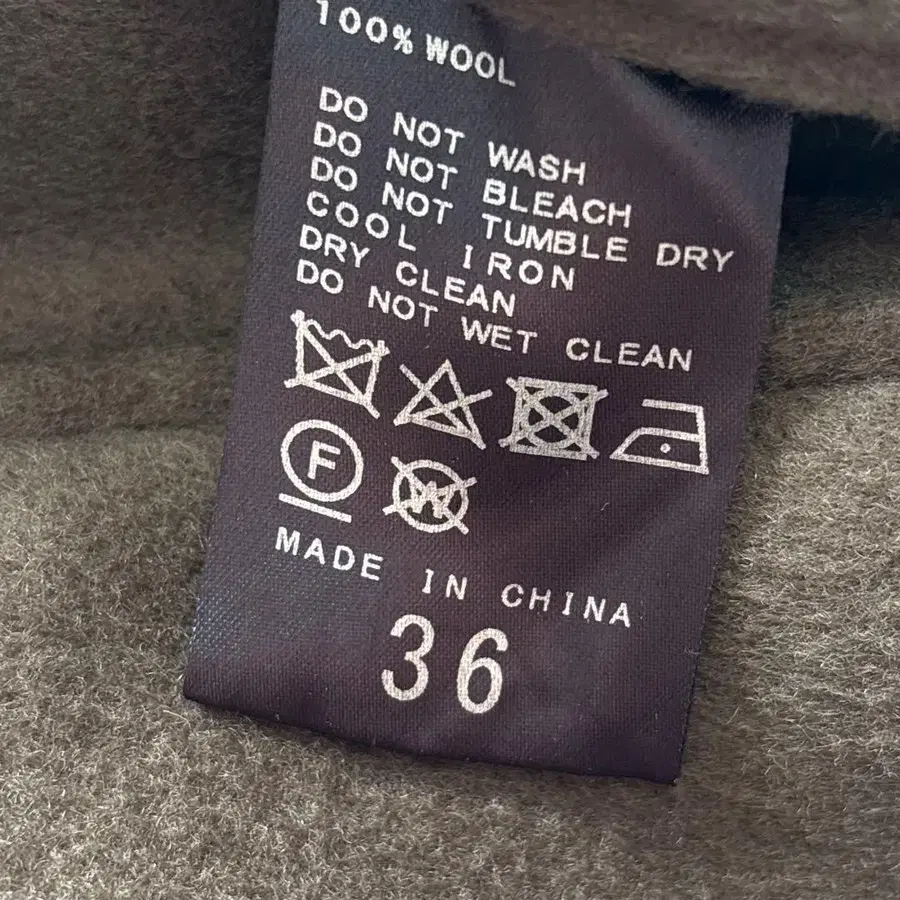 100% WOOL
DO NOT WASH
DO NOT BLEACH
DO NOT TUMBLE DRY
COOL IRON
DRY CLEAN
DO NOT WET CLEAN
F
W
MADE IN CHINA
36